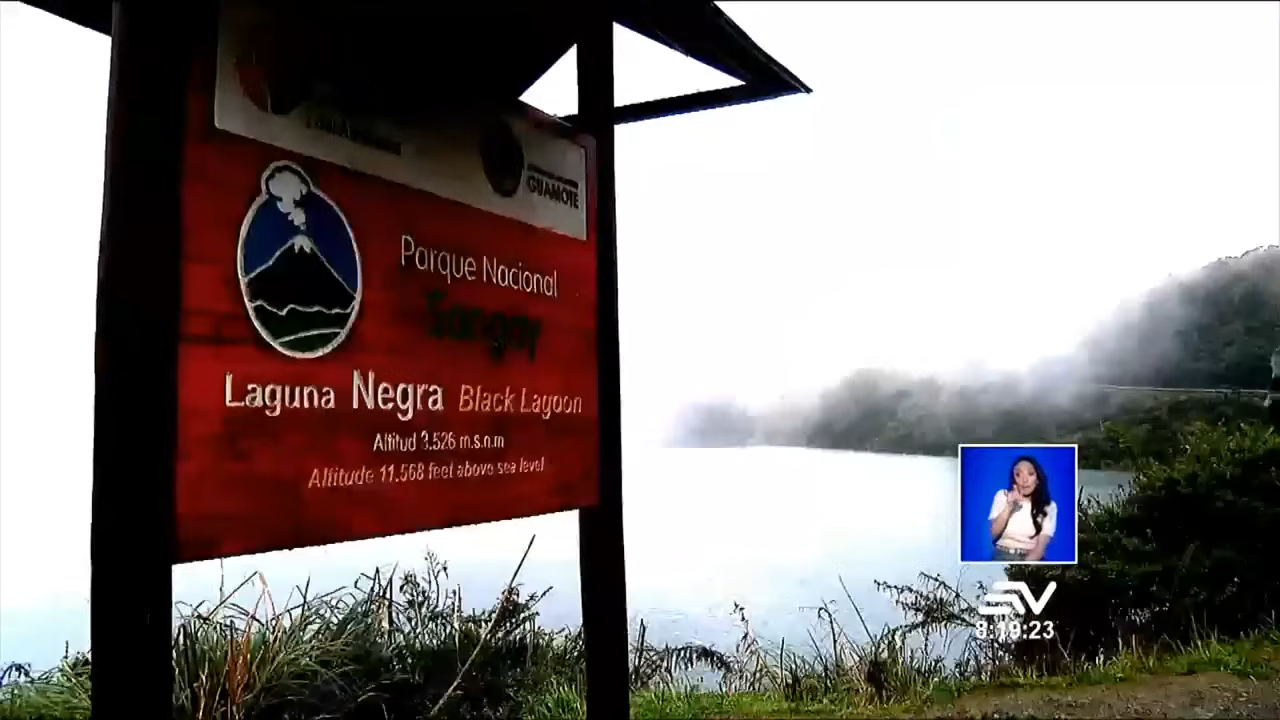 GUAMOTE
Parque Nacional
Sangay
Laguna Negra Black Lagoon
Altitud 3.526 m.s.n.m
Altitude 11.568 feet above sea level
8:19:23